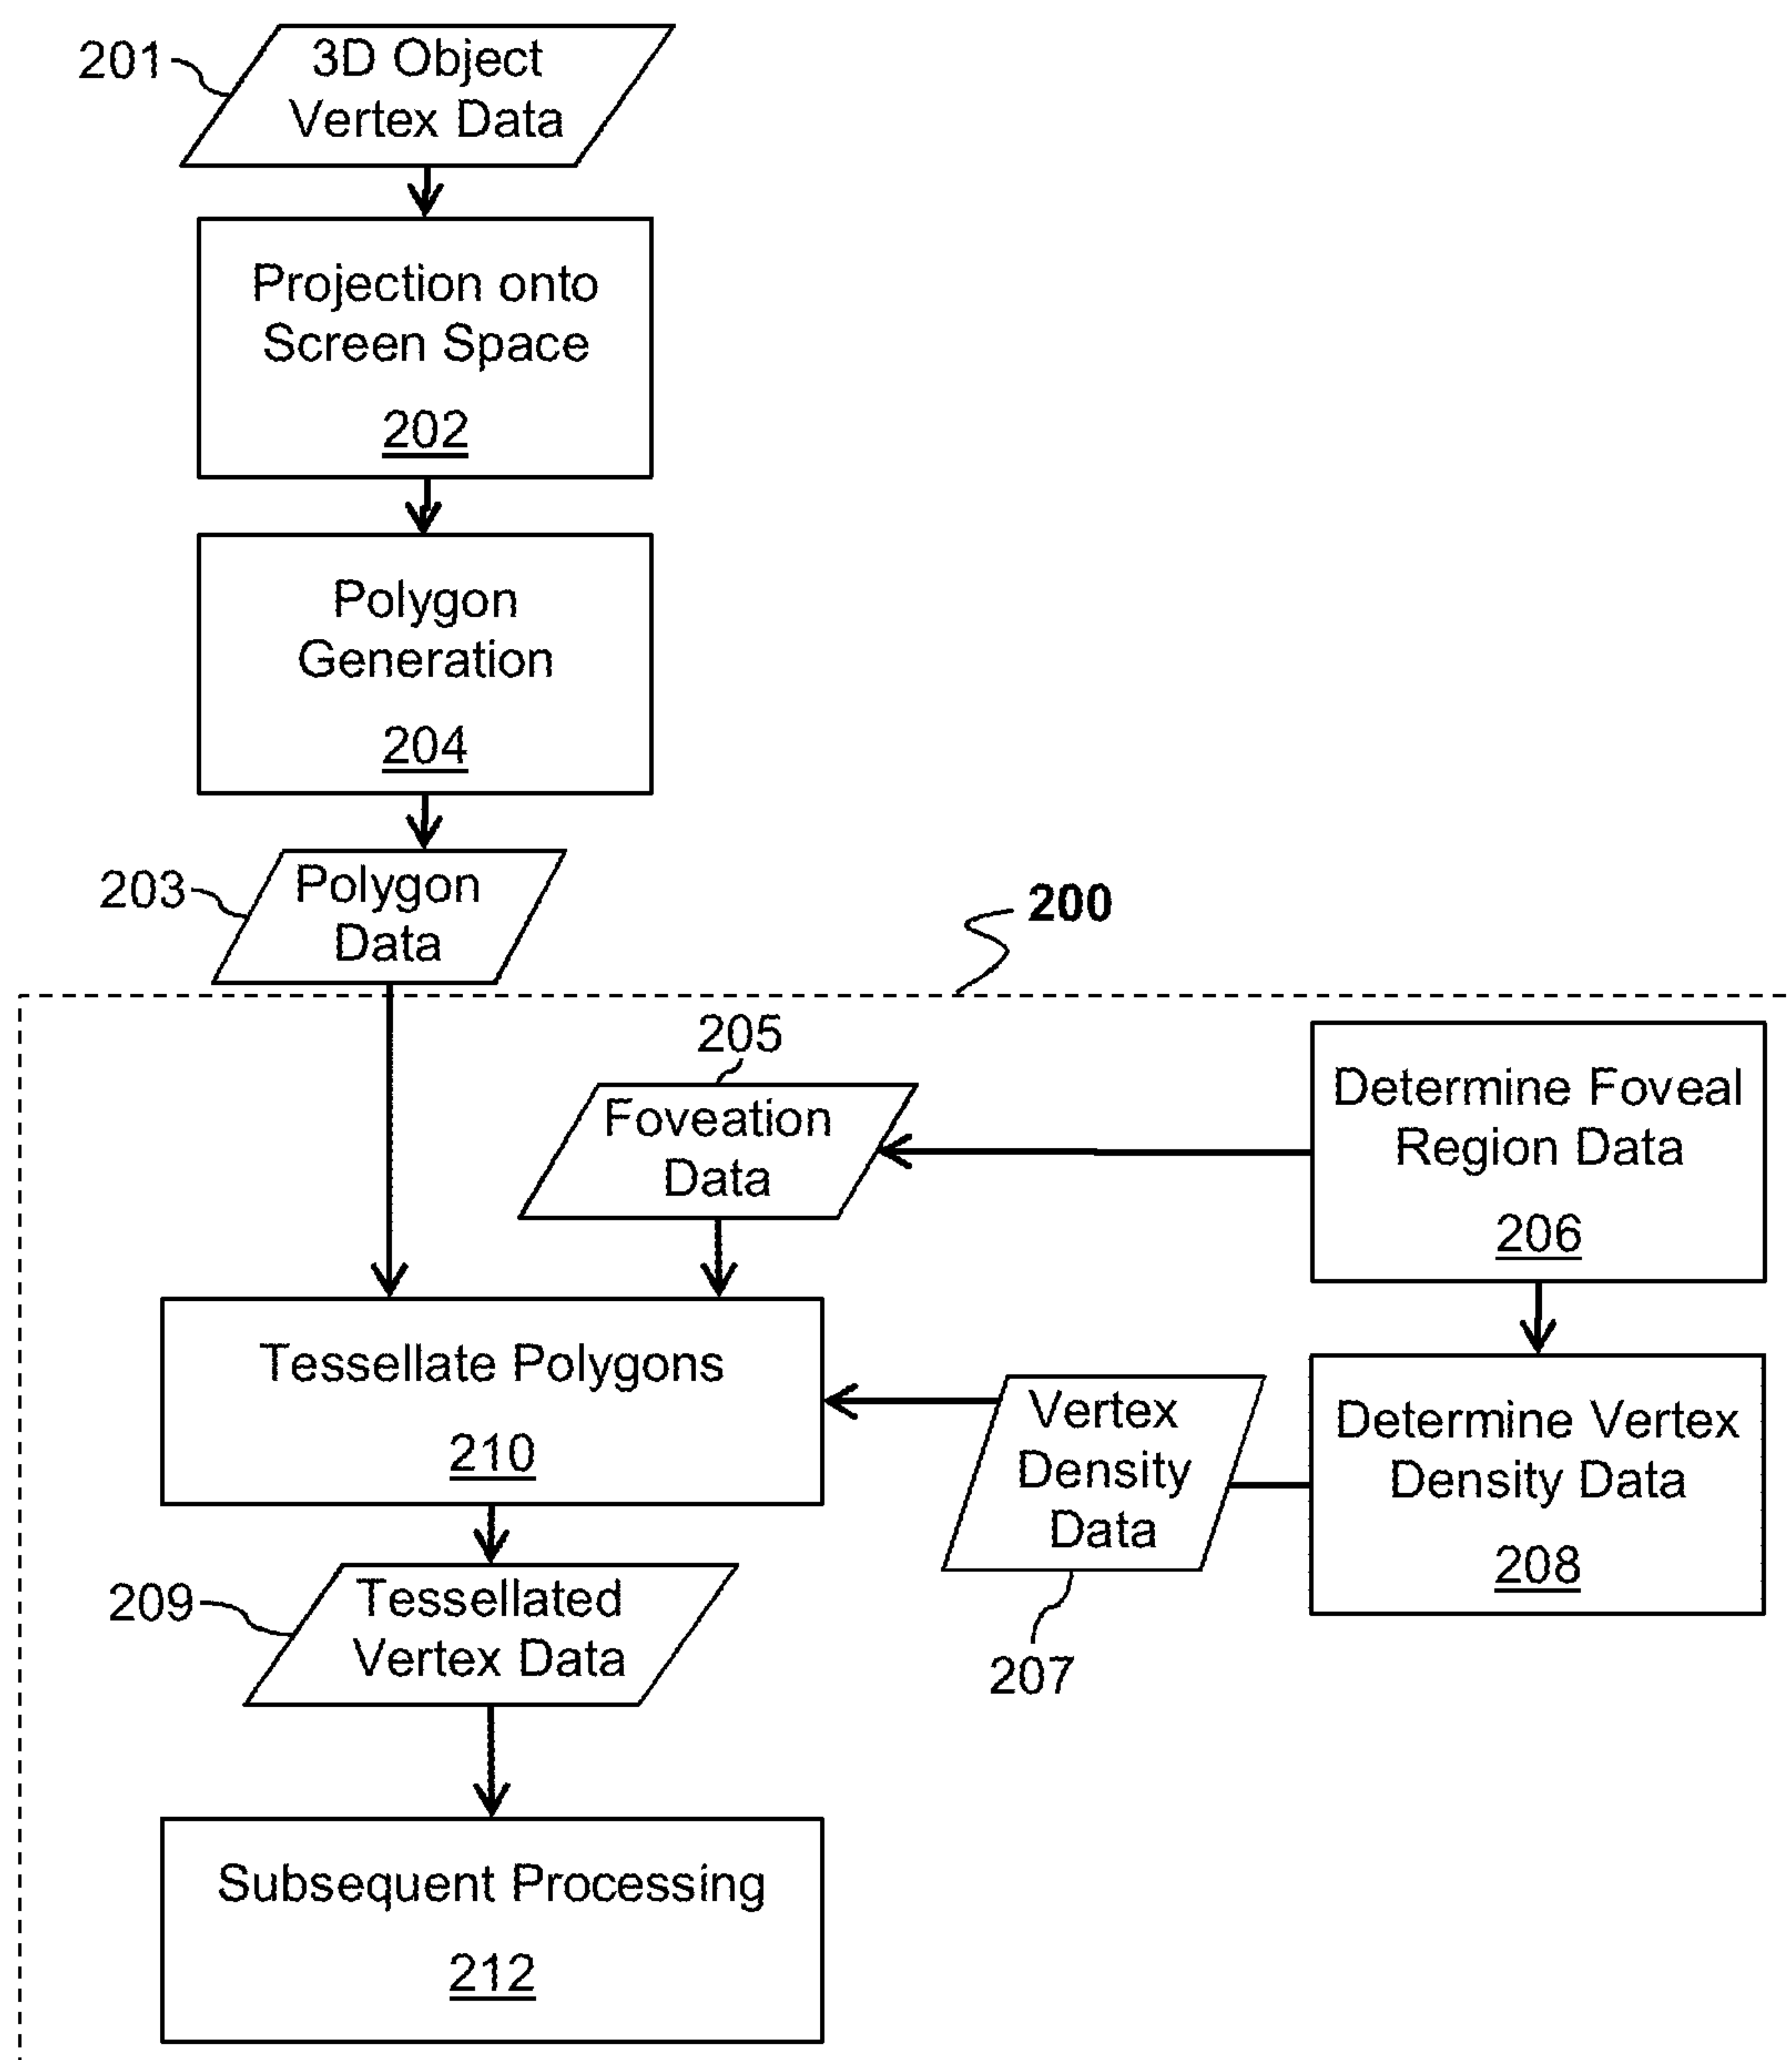 201
3D Object
Vertex Data
Projection onto
Screen Space
202
Polygon
Generation
204
203
Polygon
Data
200
205
Foveation
Data
Determine Foveal
Region Data
206
Tessellate Polygons
210
Vertex
Density
Data
207
Determine Vertex
Density Data
208
209
Tessellated
Vertex Data
Subsequent Processing
212